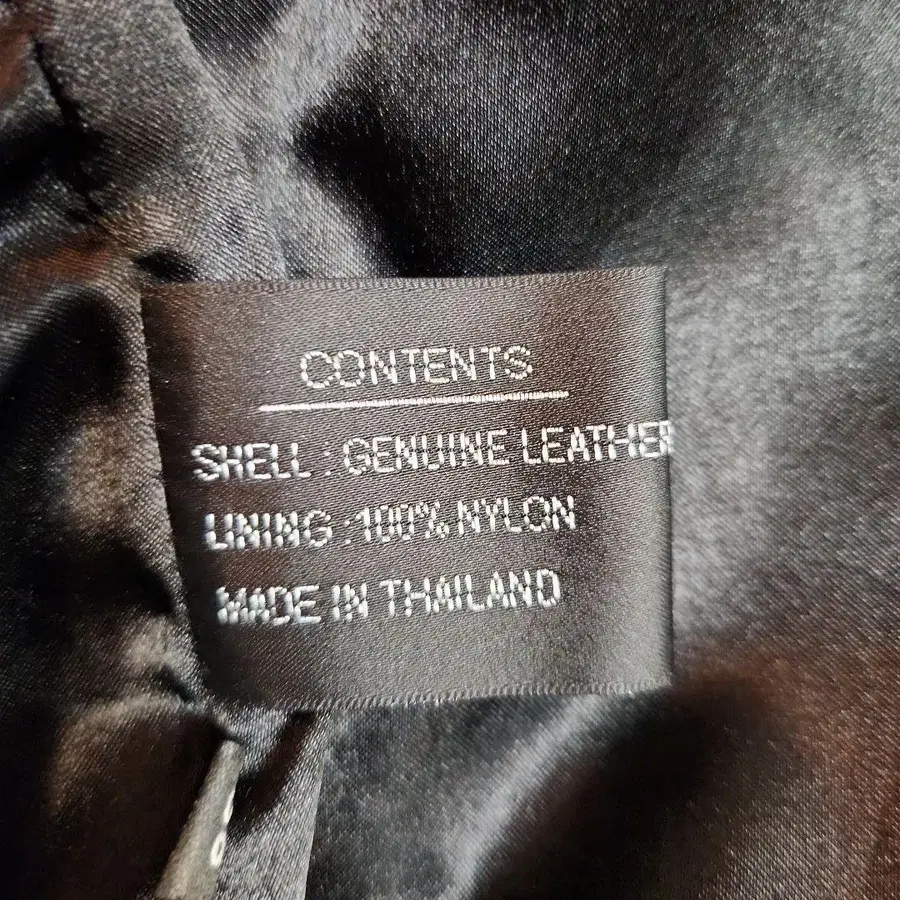 CONTENTS
SHELL : GENUINE LEATHER
LINING : 100% NYLON
MADE IN THAILAND